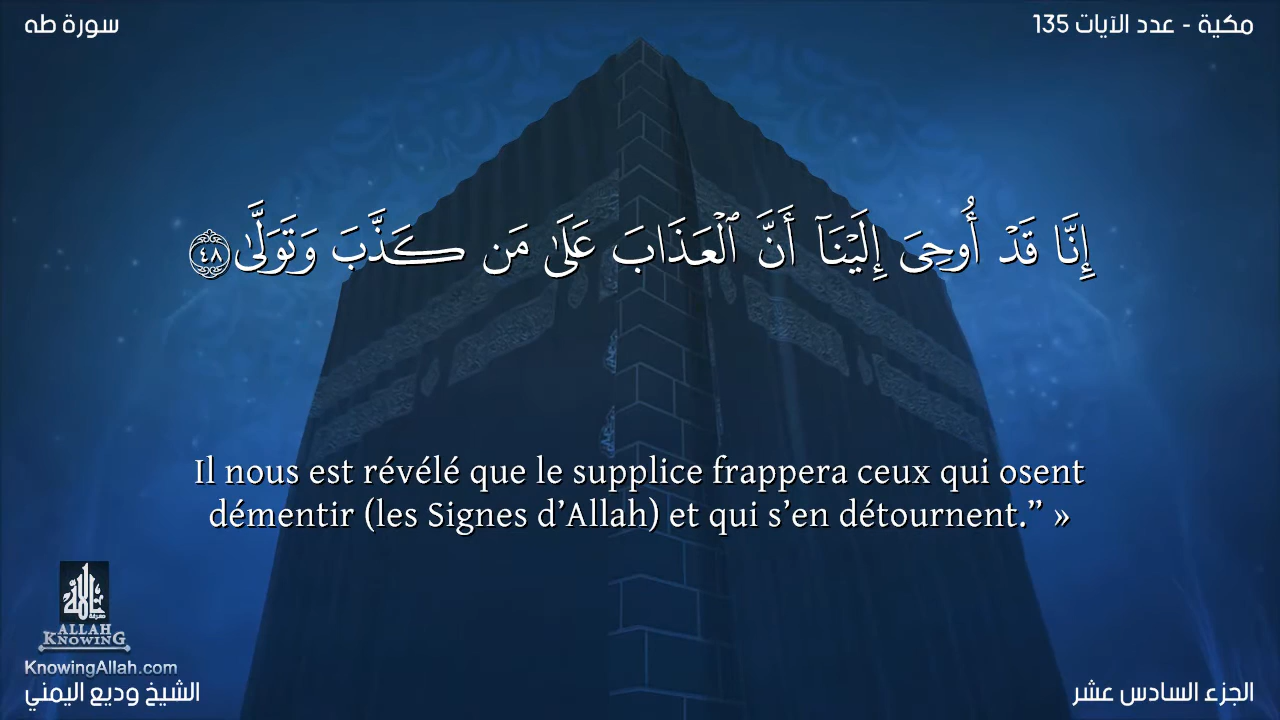 مكية - عدد الآيات 135
سورة طه
إِنَّا قَدْ أُوحِىَ إِلَيْنَآ أَنَّ ٱلْعَذَابَ عَلَىٰ مَن كَذَّبَ وَتَوَلَّىٰ ٤٨
Il nous est révélé que le supplice frappera ceux qui osent
démentir (les Signes d’Allah) et qui s’en détournent.” »
معرفة الله
ALLAH
KNOWING
KnowingAllah.com
الشيخ وديع اليمني
الجزء السادس عشر